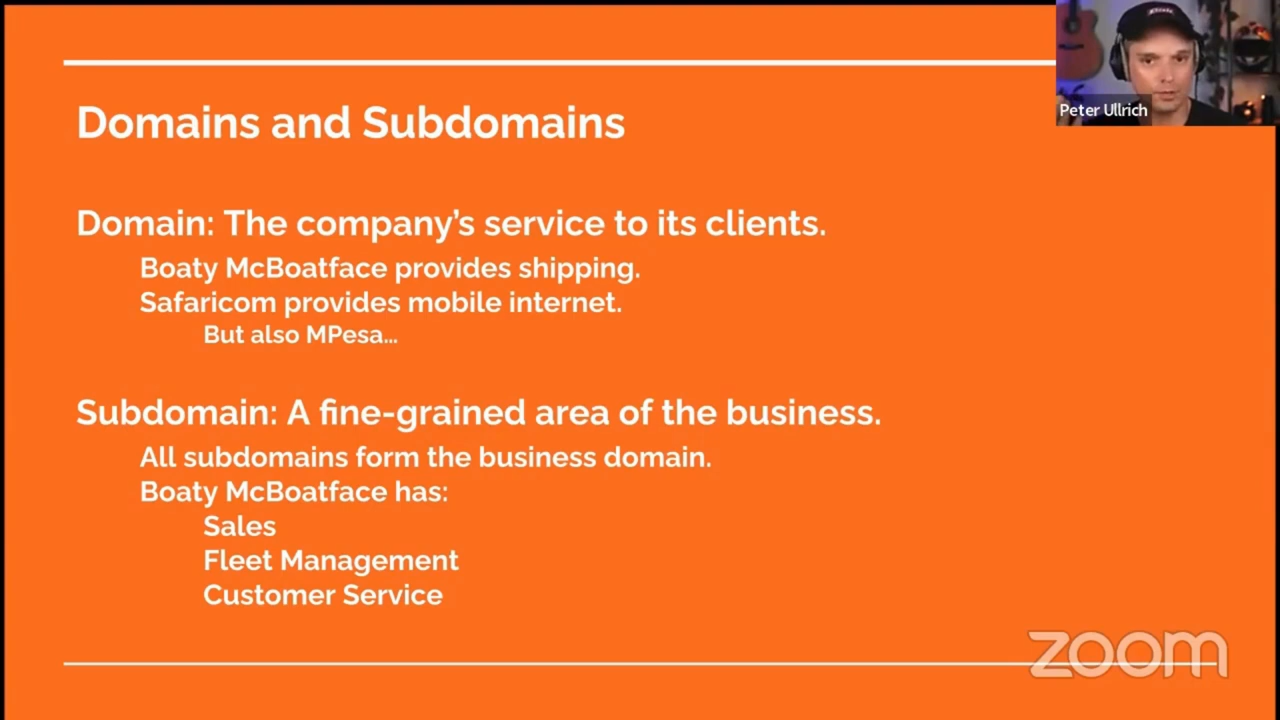 Domains and Subdomains
Peter Ullrich
Domain: The company's service to its clients.
Boaty McBoatface provides shipping.
Safaricom provides mobile internet.
But also MPesa...
Subdomain: A fine-grained area of the business.
All subdomains form the business domain.
Boaty McBoatface has:
Sales
Fleet Management
Customer Service
zoom